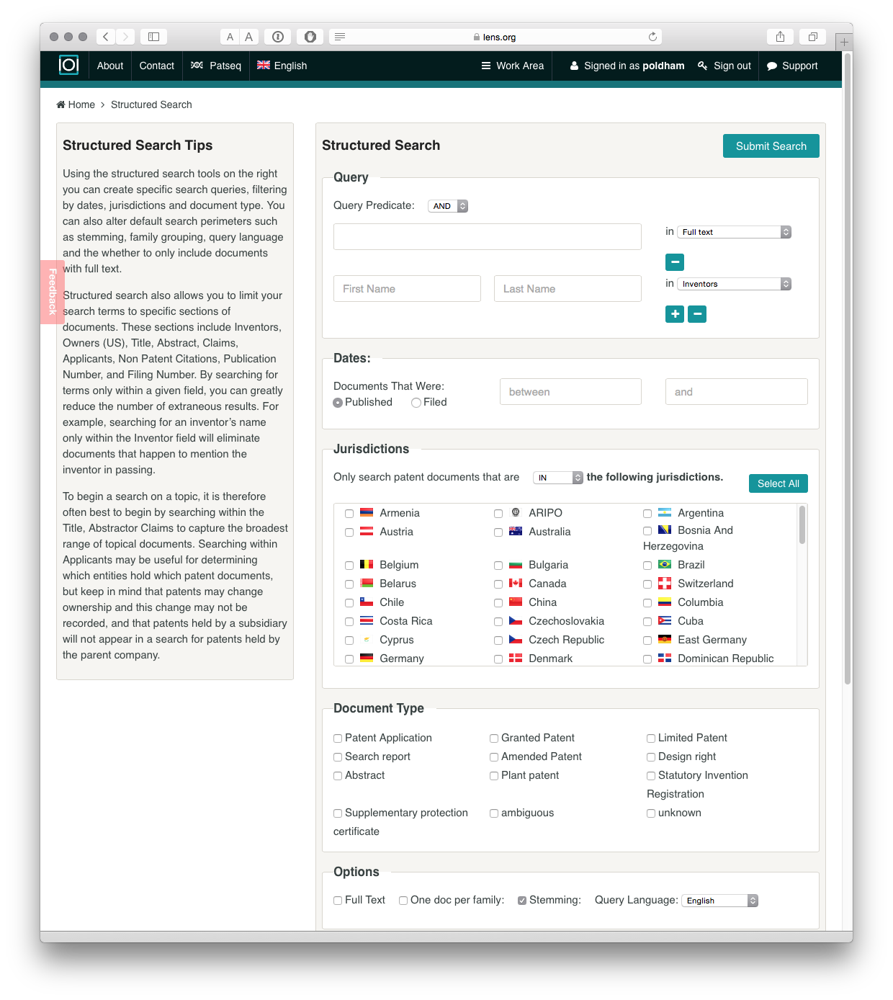 A A
lens.org
About Contact Patseq English Work Area Signed in as poldham Sign out Support
Home > Structured Search
Structured Search Tips
Using the structured search tools on the right
you can create specific search queries, filtering
by dates, jurisdictions and document type. You
can also alter default search perimeters such
as stemming, family grouping, query language
and the whether to only include documents
with full text.
Feedback
Structured search also allows you to limit your
search terms to specific sections of
documents. These sections include Inventors,
Owners (US), Title, Abstract, Claims,
Applicants, Non Patent Citations, Publication
Number, and Filing Number. By searching for
terms only within a given field, you can greatly
reduce the number of extraneous results. For
example, searching for an inventor's name
only within the Inventor field will eliminate
documents that happen to mention the
inventor in passing.
To begin a search on a topic, it is therefore
often best to begin by searching within the
Title, Abstractor Claims to capture the broadest
range of topical documents. Searching within
Applicants may be useful for determining
which entities hold which patent documents,
but keep in mind that patents may change
ownership and this change may not be
recorded, and that patents held by a subsidiary
will not appear in a search for patents held by
the parent company.
Structured Search
Submit Search
Query
Query Predicate: AND
in Full text
First Name Last Name in Inventors
Dates:
Documents That Were:
Published Filed
between and
Jurisdictions
Only search patent documents that are IN the following jurisdictions.
Select All
Armenia ARIPO Argentina
Austria Australia Bosnia And
Herzegovina
Belgium Bulgaria Brazil
Belarus Canada Switzerland
Chile China Columbia
Costa Rica Czechoslovakia Cuba
Cyprus Czech Republic East Germany
Germany Denmark Dominican Republic
Document Type
Patent Application Granted Patent Limited Patent
Search report Amended Patent Design right
Abstract Plant patent Statutory Invention
Registration
Supplementary protection ambiguous unknown
certificate
Options
Full Text One doc per family: Stemming: Query Language: English